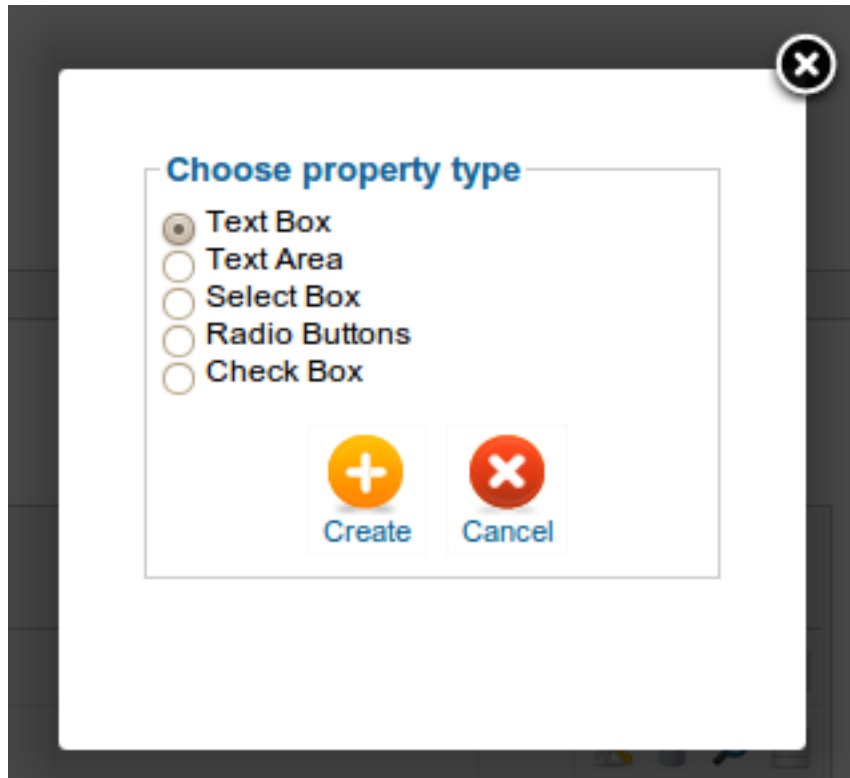 Choose property type
Text Box
Text Area
Select Box
Radio Buttons
Check Box
Create
Cancel